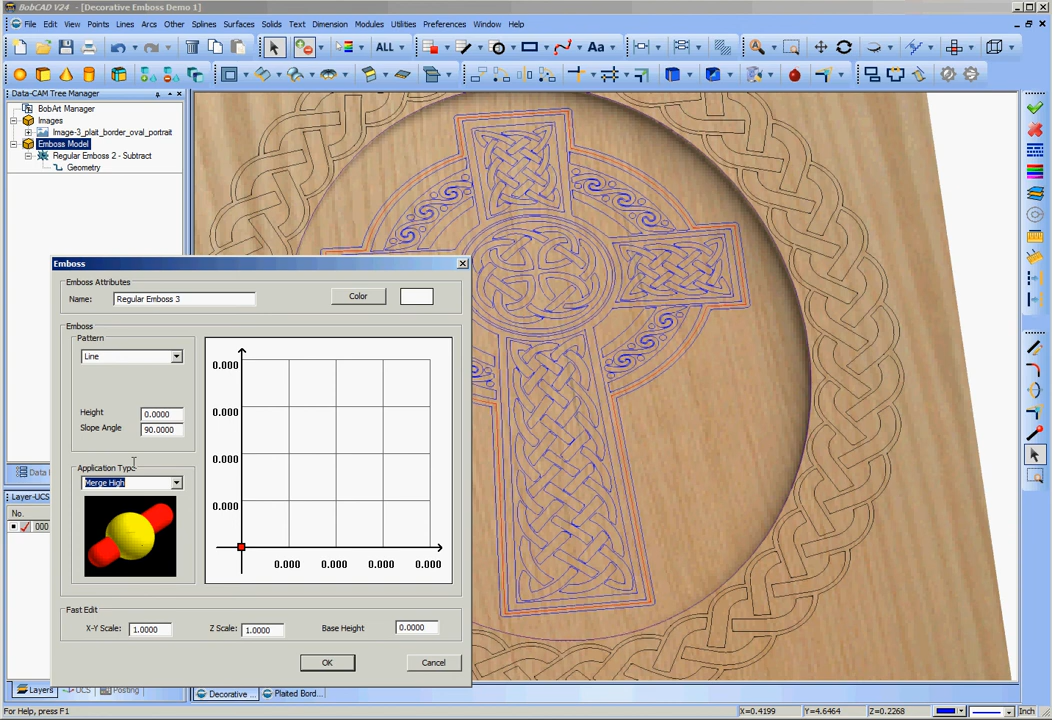 BobCAD V24 - [Decorative Emboss Demo 1]
File Edit View Points Lines Arcs Other Splines Surfaces Solids Text Dimension Modules Utilities Preferences Window Help
ALL
Aa
Data-CAM Tree Manager
BobArt Manager
Images
Image-3_plait_border_oval_portrait
Emboss Model
Regular Emboss 2 - Subtract
Geometry
Emboss
Emboss Attributes
Name: Regular Emboss 3 Color
Emboss
Pattern
Line
Height 0.0000
Slope Angle 90.0000
Application Type
Merge High
0.000
0.000
0.000
0.000
0.000 0.000 0.000 0.000
Fast Edit
X-Y Scale: 1.0000 Z Scale: 1.0000 Base Height 0.0000
OK Cancel
Data
Layer-UCS
No.
000
Layers UCS Posting
Decorative ... Plaited Bord...
For Help, press F1 X=0.4199 Y=4.6464 Z=0.2268 Inch